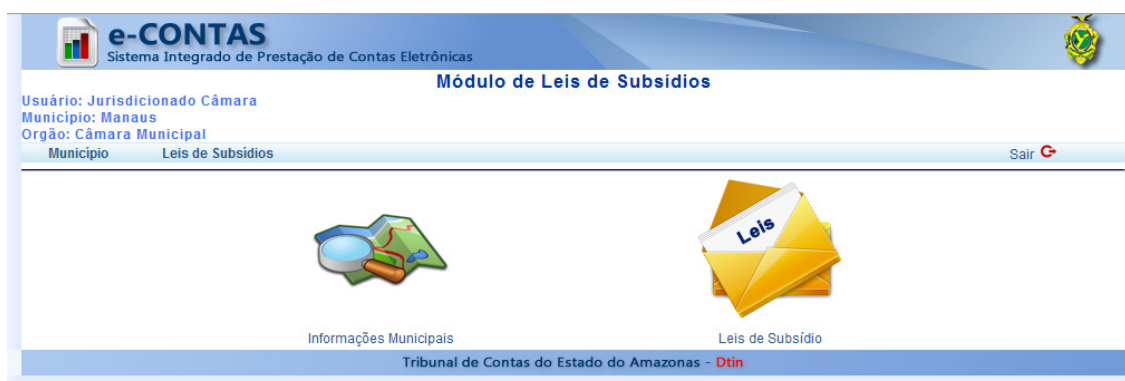 e-CONTAS
Sistema Integrado de Prestação de Contas Eletrônicas
Módulo de Leis de Subsídios
Usuário: Jurisdicionado Câmara
Município: Manaus
Orgão: Câmara Municipal
Município Leis de Subsídios Sair
Leis
Informações Municipais Leis de Subsídio
Tribunal de Contas do Estado do Amazonas - Dtin